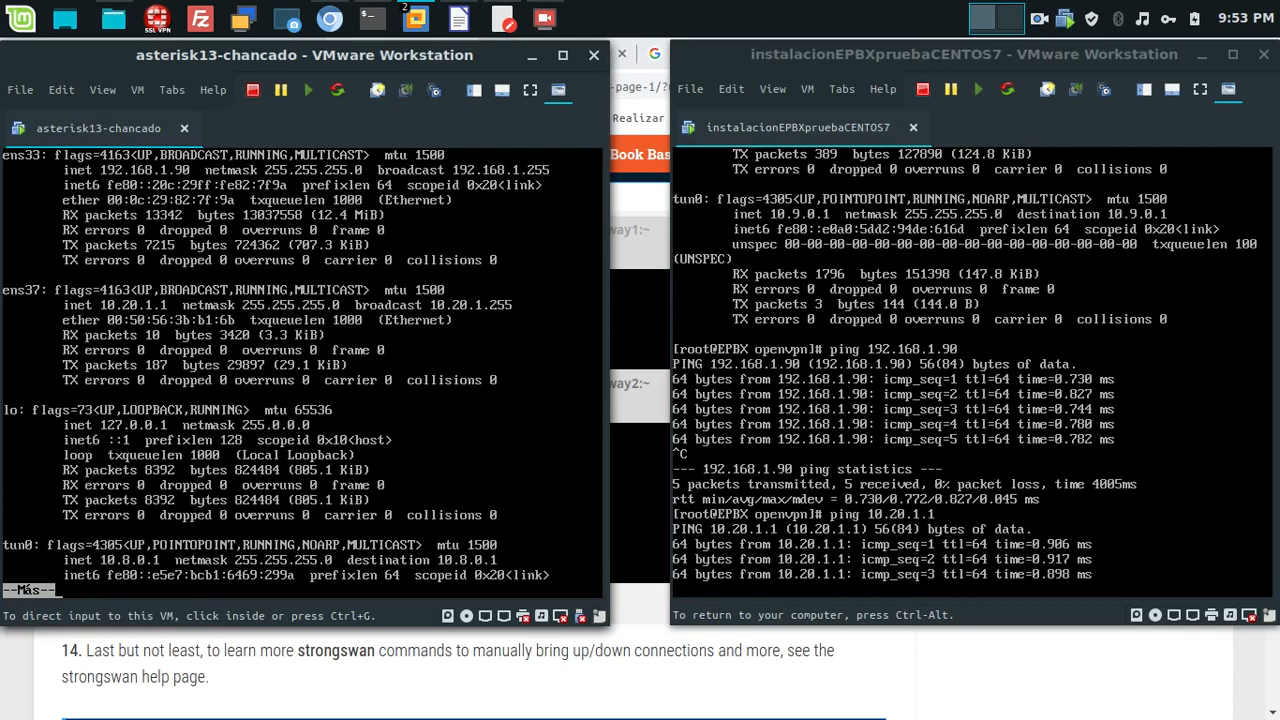 2
SSL VPN
9:53 PM
asterisk13-chancado - VMware Workstation
File Edit View VM Tabs Help
asterisk13-chancado
ens33: flags=4163<UP,BROADCAST,RUNNING,MULTICAST>  mtu 1500
inet 192.168.1.90  netmask 255.255.255.0  broadcast 192.168.1.255
inet6 fe80::20c:29ff:fe82:7f9a  prefixlen 64  scopeid 0x20<link>
ether 00:0c:29:82:7f:9a  txqueuelen 1000  (Ethernet)
RX packets 13342  bytes 13037558 (12.4 MiB)
RX errors 0  dropped 0  overruns 0  frame 0
TX packets 7215  bytes 724362 (707.3 KiB)
TX errors 0  dropped 0 overruns 0  carrier 0  collisions 0
ens37: flags=4163<UP,BROADCAST,RUNNING,MULTICAST>  mtu 1500
inet 10.20.1.1  netmask 255.255.255.0  broadcast 10.20.1.255
ether 00:50:56:3b:b1:6b  txqueuelen 1000  (Ethernet)
RX packets 10  bytes 3420 (3.3 KiB)
RX errors 0  dropped 0  overruns 0  frame 0
TX packets 187  bytes 29897 (29.1 KiB)
TX errors 0  dropped 0 overruns 0  carrier 0  collisions 0
lo: flags=73<UP,LOOPBACK,RUNNING>  mtu 65536
inet 127.0.0.1  netmask 255.0.0.0
inet6 ::1  prefixlen 128  scopeid 0x10<host>
loop  txqueuelen 1000  (Local Loopback)
RX packets 8392  bytes 824484 (805.1 KiB)
RX errors 0  dropped 0  overruns 0  frame 0
TX packets 8392  bytes 824484 (805.1 KiB)
TX errors 0  dropped 0 overruns 0  carrier 0  collisions 0
tun0: flags=4305<UP,POINTOPOINT,RUNNING,NOARP,MULTICAST>  mtu 1500
inet 10.8.0.1  netmask 255.255.255.0  destination 10.8.0.1
inet6 fe80::e5e7:bcb1:6469:299a  prefixlen 64  scopeid 0x20<link>
--Más--
To direct input to this VM, click inside or press Ctrl+G.
-page-1/?
Realizar
Book Bas
way1:~
way2:~
instalacionEPBXpruebaCENTOS7 - VMware Workstation
File Edit View VM Tabs Help
instalacionEPBXpruebaCENTOS7
TX packets 389  bytes 127890 (124.8 KiB)
TX errors 0  dropped 0 overruns 0  carrier 0  collisions 0
tun0: flags=4305<UP,POINTOPOINT,RUNNING,NOARP,MULTICAST>  mtu 1500
inet 10.9.0.1  netmask 255.255.255.0  destination 10.9.0.1
inet6 fe80::e0a0:5dd2:94de:616d  prefixlen 64  scopeid 0x20<link>
unspec 00-00-00-00-00-00-00-00-00-00-00-00-00-00-00-00  txqueuelen 100
(UNSPEC)
RX packets 1796  bytes 151398 (147.8 KiB)
RX errors 0  dropped 0  overruns 0  frame 0
TX packets 3  bytes 144 (144.0 B)
TX errors 0  dropped 0 overruns 0  carrier 0  collisions 0
[root@EPBX openvpn]# ping 192.168.1.90
PING 192.168.1.90 (192.168.1.90) 56(84) bytes of data.
64 bytes from 192.168.1.90: icmp_seq=1 ttl=64 time=0.730 ms
64 bytes from 192.168.1.90: icmp_seq=2 ttl=64 time=0.827 ms
64 bytes from 192.168.1.90: icmp_seq=3 ttl=64 time=0.744 ms
64 bytes from 192.168.1.90: icmp_seq=4 ttl=64 time=0.780 ms
64 bytes from 192.168.1.90: icmp_seq=5 ttl=64 time=0.782 ms
^C
--- 192.168.1.90 ping statistics ---
5 packets transmitted, 5 received, 0% packet loss, time 4005ms
rtt min/avg/max/mdev = 0.730/0.772/0.827/0.045 ms
[root@EPBX openvpn]# ping 10.20.1.1
PING 10.20.1.1 (10.20.1.1) 56(84) bytes of data.
64 bytes from 10.20.1.1: icmp_seq=1 ttl=64 time=0.906 ms
64 bytes from 10.20.1.1: icmp_seq=2 ttl=64 time=0.917 ms
64 bytes from 10.20.1.1: icmp_seq=3 ttl=64 time=0.898 ms
To return to your computer, press Ctrl-Alt.
14. Last but not least, to learn more strongswan commands to manually bring up/down connections and more, see the
strongswan help page.